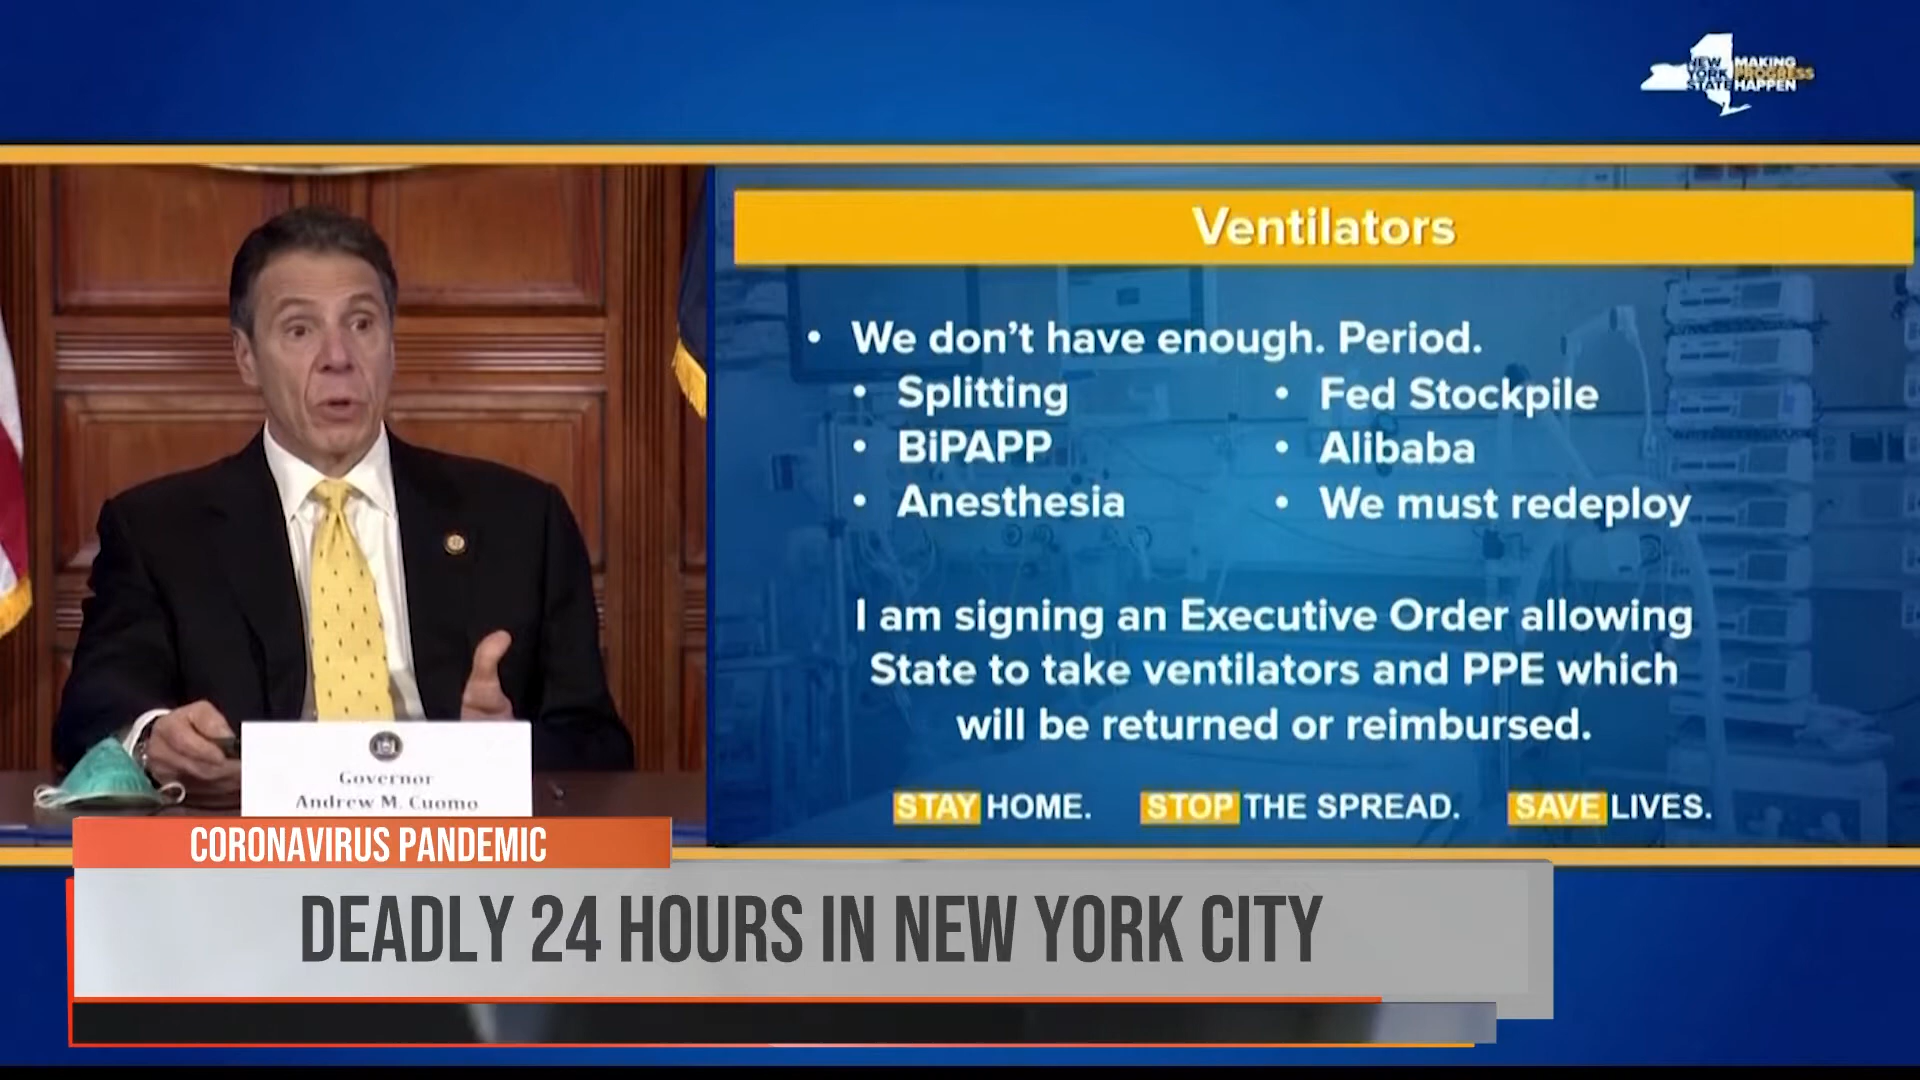 NEW YORK STATE
MAKING
PROGRESS
HAPPEN
Ventilators
• We don't have enough. Period.
• Splitting
• BiPAPP
• Anesthesia
• Fed Stockpile
• Alibaba
• We must redeploy
I am signing an Executive Order allowing
State to take ventilators and PPE which
will be returned or reimbursed.
STAY HOME. STOP THE SPREAD. SAVE LIVES.
Governor
Andrew M. Cuomo
CORONAVIRUS PANDEMIC
DEADLY 24 HOURS IN NEW YORK CITY